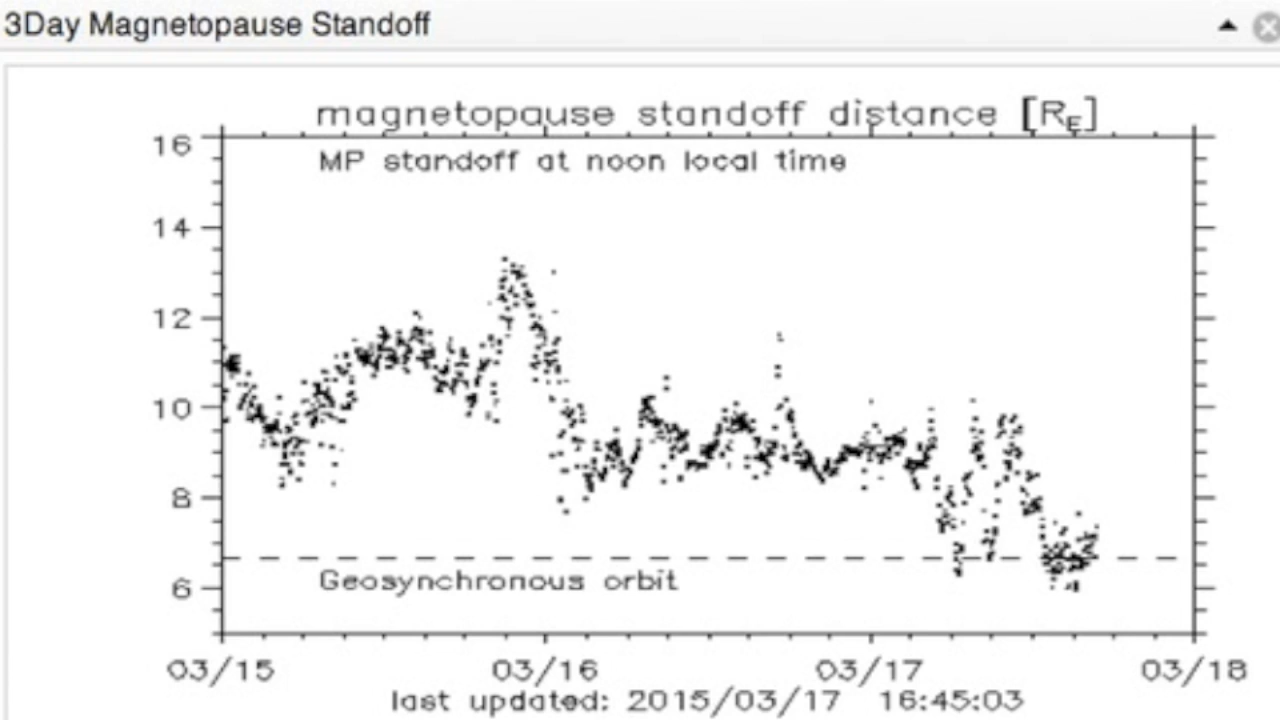 3Day Magnetopause Standoff
magnetopause standoff distance [RE]
MP standoff at noon local time
16
14
12
10
8
6
Geosynchronous orbit
03/15 03/16 03/17 03/18
last updated: 2015/03/17 16:45:03